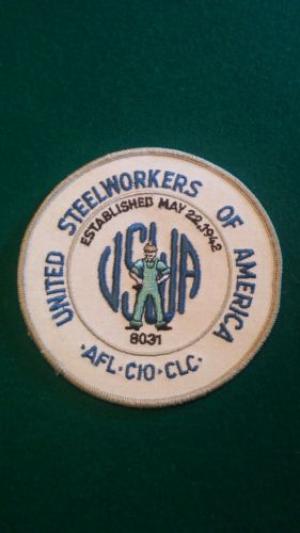 UNITED STEELWORKERS OF AMERICA
ESTABLISHED MAY 22, 1942
USWA
8031
·AFL·CIO·CLC·